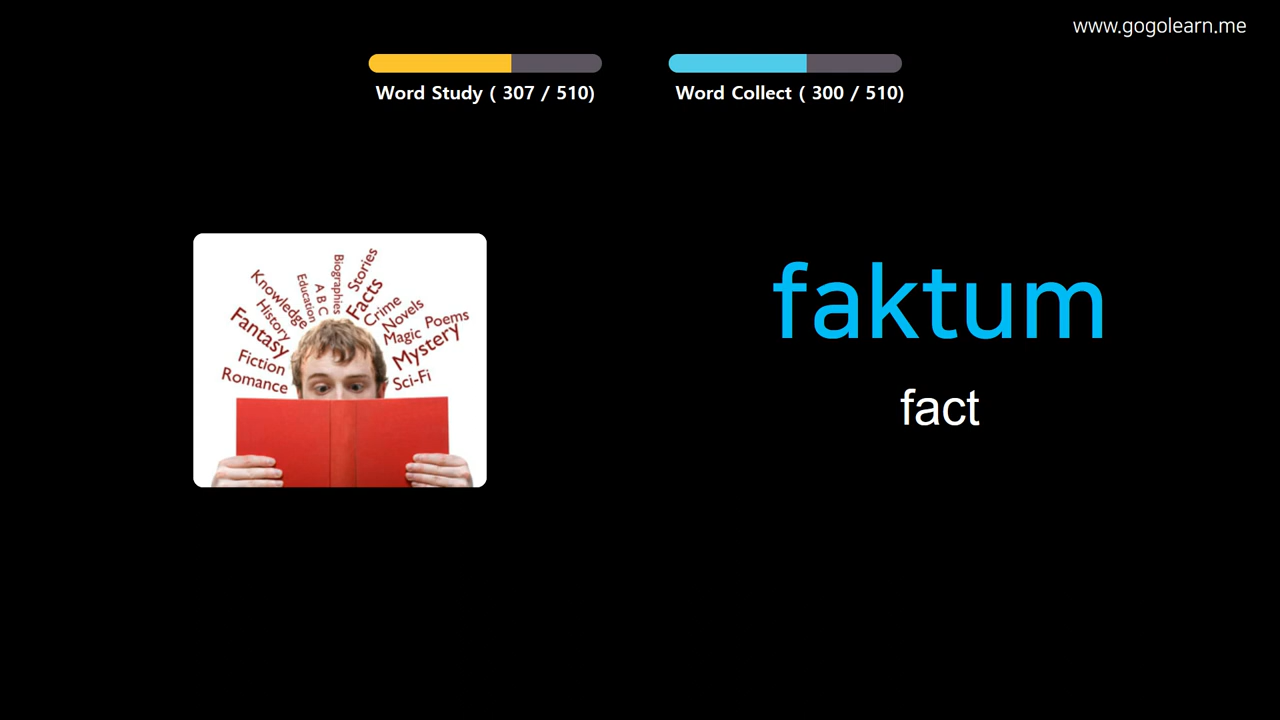 www.gogolearn.me
Word Study ( 307 / 510)
Word Collect ( 300 / 510)
Knowledge
History
Fantasy
Fiction
Romance
Education
A B C
Biographies
Stories
Facts
Crime
Novels
Magic
Poems
Mystery
Sci-Fi
faktum
fact